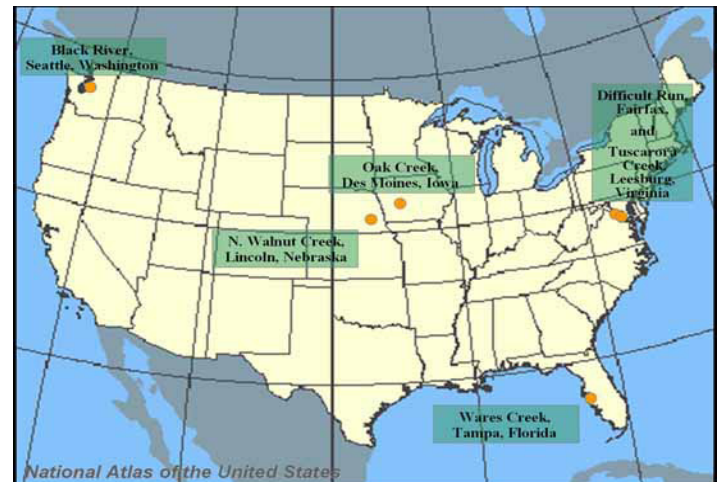 Black River,
Seattle, Washington
Difficult Run,
Fairfax,
and
Tuscarora
Creek,
Leesburg,
Virginia
Oak Creek,
Des Moines, Iowa
N. Walnut Creek,
Lincoln, Nebraska
Wares Creek,
Tampa, Florida
National Atlas of the United States